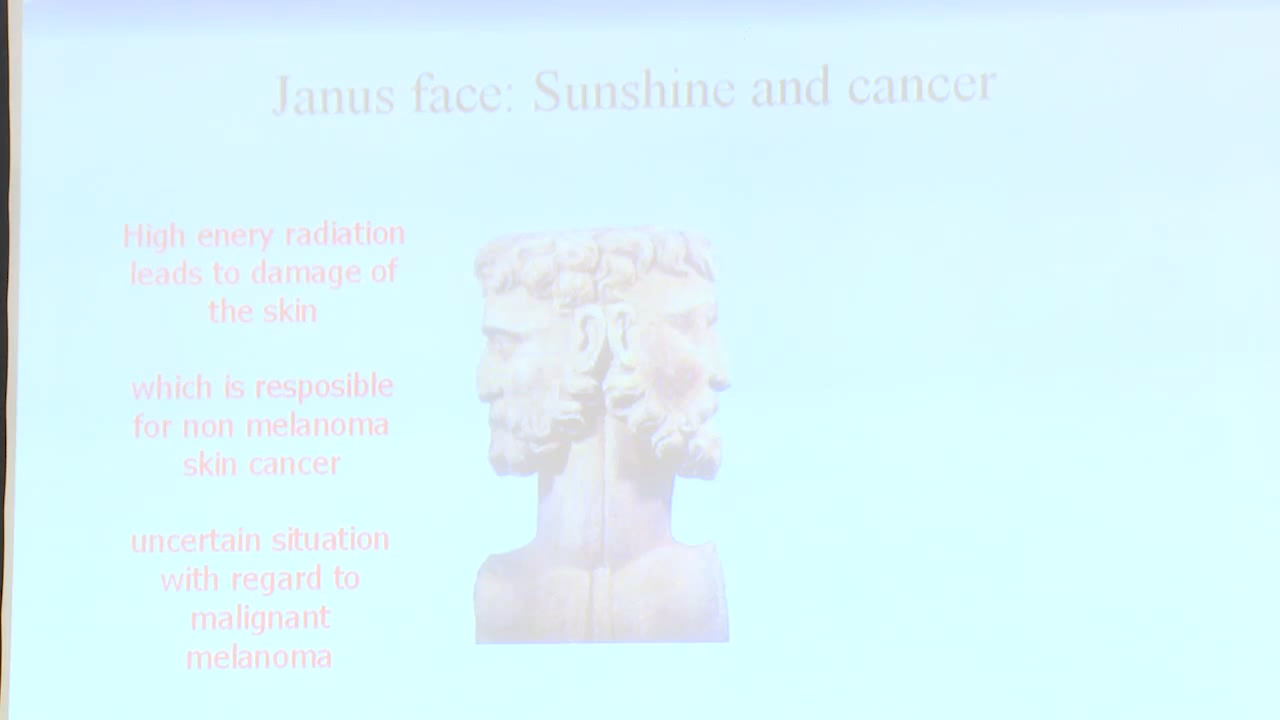 Janus face: Sunshine and cancer
High enery radiation
leads to damage of
the skin
which is resposible
for non melanoma
skin cancer
uncertain situation
with regard to
malignant
melanoma